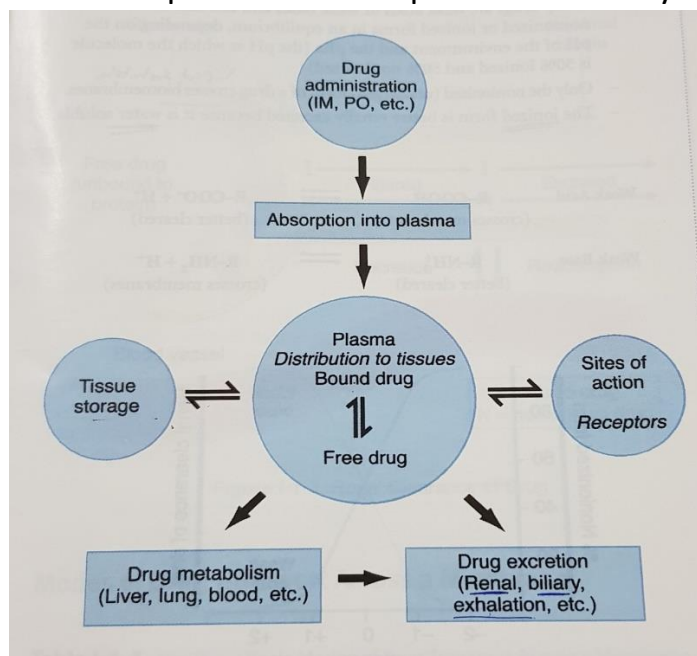 Drug
administration
(IM, PO, etc.)
Absorption into plasma
Plasma
Distribution to tissues
Bound drug
Free drug
Tissue
storage
Sites of
action
Receptors
Drug metabolism
(Liver, lung, blood, etc.)
Drug excretion
(Renal, biliary,
exhalation, etc.)